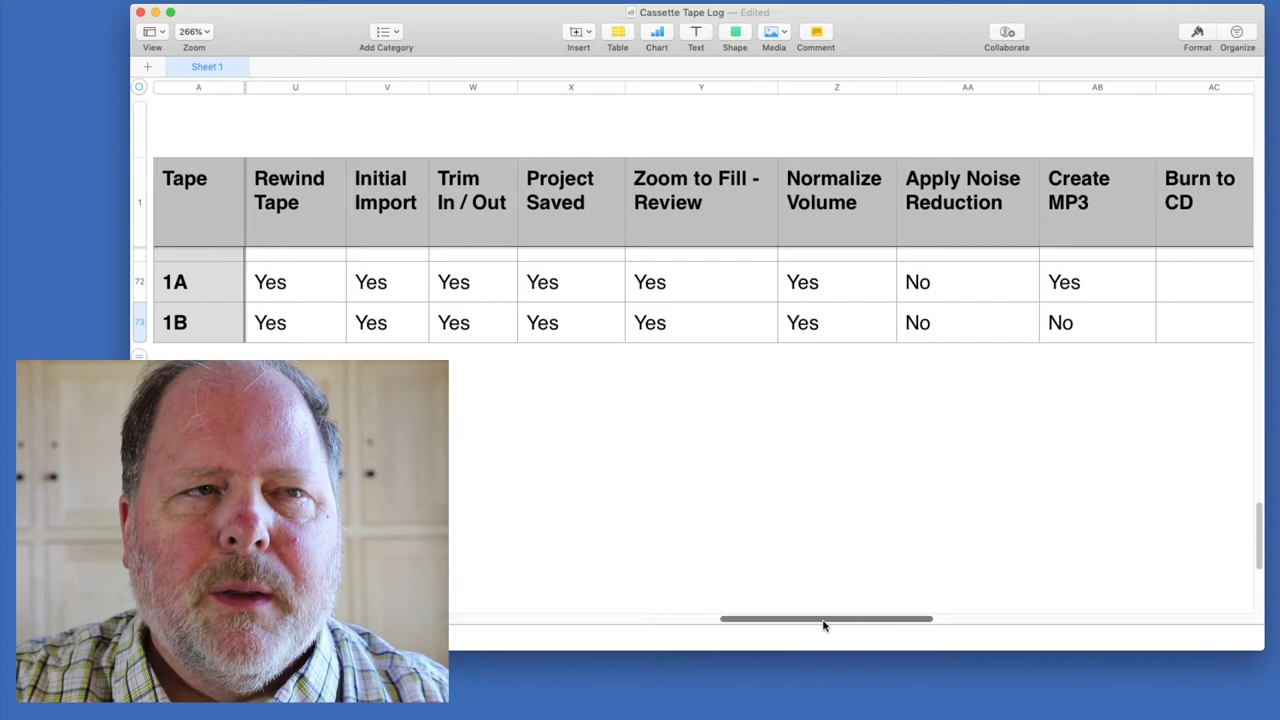 Cassette Tape Log — Edited
266%
View
Zoom
Add Category
Insert
Table
Chart
Text
Shape
Media
Comment
Collaborate
Format
Organize
+ Sheet 1
A U V W X Y Z AA AB AC
1
Tape
Rewind
Tape
Initial
Import
Trim
In / Out
Project
Saved
Zoom to Fill -
Review
Normalize
Volume
Apply Noise
Reduction
Create
MP3
Burn to
CD
72 1A Yes Yes Yes Yes Yes Yes No Yes
73 1B Yes Yes Yes Yes Yes Yes No No